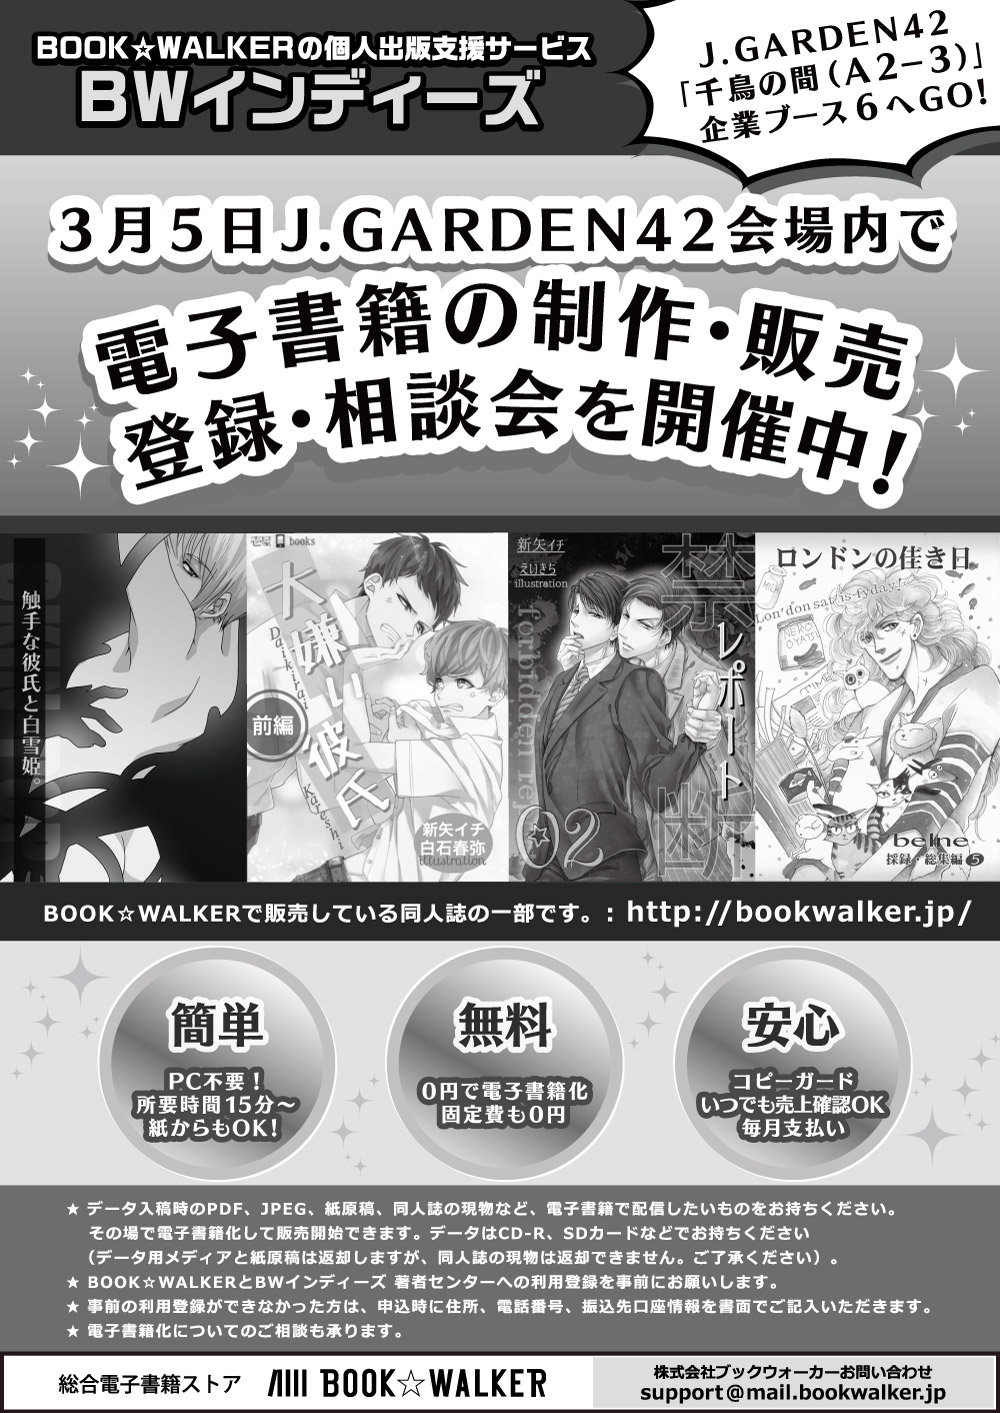 BOOK☆WALKERの個人出版支援サービス
BWインディーズ
J.GARDEN42
「千鳥の間(A2−3)」
企業ブース6へGO!
3月5日J.GARDEN42会場内で
電子書籍の制作・販売
登録・相談会を開催中!
触手な彼氏と白雪姫。
壱屋 books
大嫌い彼氏
Daikirai
Kareshi
前編
新矢イチ
白石春弥
illustration
新矢イチ
えいきち
illustration
禁断
レポート
forbidden re
02
ロンドンの佳き日
Lon'don sat.is.fyday!
NERO
OYATU
TIME
belne
採録・総集編 5
BOOK☆WALKERで販売している同人誌の一部です。: http://bookwalker.jp/
簡単
PC不要!
所要時間15分〜
紙からもOK!
無料
0円で電子書籍化
固定費も0円
安心
コピーガード
いつでも売上確認OK
毎月支払い
★ データ入稿時のPDF、JPEG、紙原稿、同人誌の現物など、電子書籍で配信したいものをお持ちください。
その場で電子書籍化して販売開始できます。データはCD-R、SDカードなどでお持ちください
(データ用メディアと紙原稿は返却しますが、同人誌の現物は返却できません。ご了承ください)。
★ BOOK☆WALKERとBWインディーズ 著者センターへの利用登録を事前にお願いします。
★ 事前の利用登録ができなかった方は、申込時に住所、電話番号、振込先口座情報を書面でご記入いただきます。
★ 電子書籍化についてのご相談も承ります。
総合電子書籍ストア BOOK☆WALKER
株式会社ブックウォーカーお問い合わせ
support@mail.bookwalker.jp